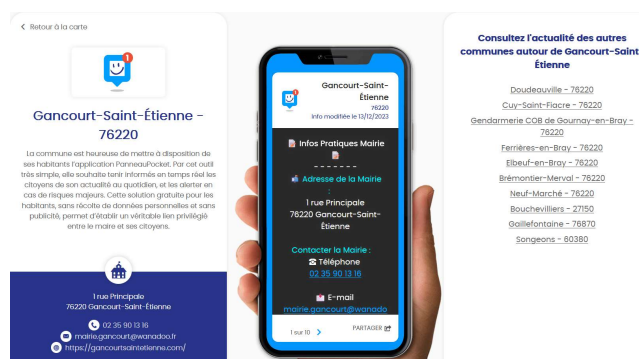 Retour à la carte
1
Gancourt-Saint-Étienne -
76220
La commune est heureuse de mettre à disposition de
ses habitants l'application PanneauPocket. Par cet outil
très simple, elle souhaite tenir informés en temps réel les
citoyens de son actualité au quotidien, et les alerter en
cas de risques majeurs. Cette solution gratuite pour les
habitants, sans récolte de données personnelles et sans
publicité, permet d'établir un véritable lien privilégié
entre le maire et ses citoyens.
1 rue Principale
76220 Gancourt-Saint-Étienne
02 35 90 13 16
mairie.gancourt@wanadoo.fr
https://gancourtsaintetienne.com/
1
Gancourt-Saint-
Étienne
76220
Info modifiée le 13/12/2023
Infos Pratiques Mairie
- - - - - - -
Adresse de la Mairie
:
1 rue Principale
76220 Gancourt-Saint-
Étienne
Contacter la Mairie :
Téléphone
02 35 90 13 16
E-mail
mairie.gancourt@wanado
1 sur 10
PARTAGER
Consultez l'actualité des autres
communes autour de Gancourt-Saint
Étienne
Doudeauville - 76220
Cuy-Saint-Fiacre - 76220
Gendarmerie COB de Gournay-en-Bray -
76220
Ferrières-en-Bray - 76220
Elbeuf-en-Bray - 76220
Brémontier-Merval - 76220
Neuf-Marché - 76220
Bouchevilliers - 27150
Gaillefontaine - 76870
Songeons - 60380